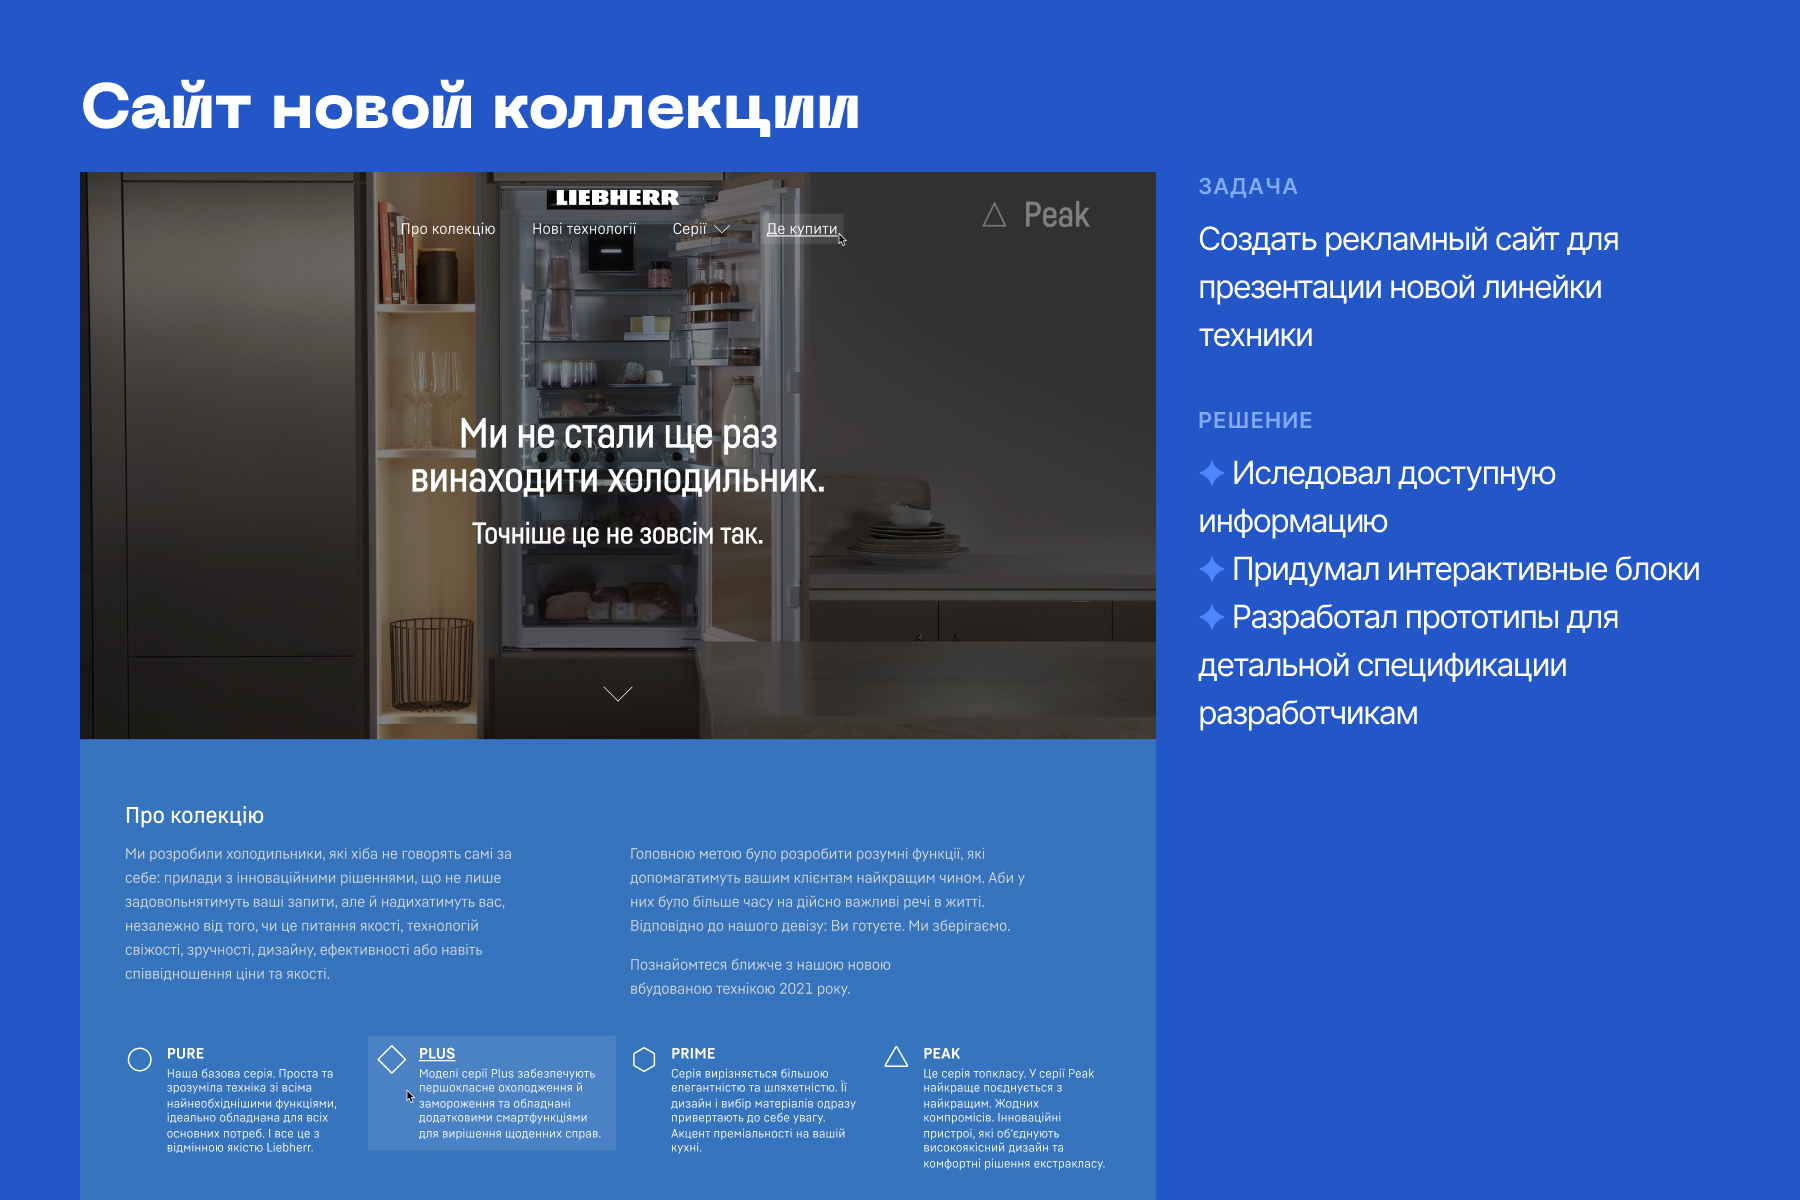 Сайт новой коллекции
LIEBHERR
Про колекцію
Нові технології
Серії
Де купити
Peak
Ми не стали ще раз
винаходити холодильник.
Точніше це не зовсім так.
ЗАДАЧА
Создать рекламный сайт для
презентации новой линейки
техники
РЕШЕНИЕ
Иследовал доступную
информацию
Придумал интерактивные блоки
Разработал прототипы для
детальной спецификации
разработчикам
Про колекцію
Ми розробили холодильники, які хіба не говорять самі за
себе: прилади з інноваційними рішеннями, що не лише
задовольнятимуть ваші запити, але й надихатимуть вас,
незалежно від того, чи це питання якості, технологій
свіжості, зручності, дизайну, ефективності або навіть
співвідношення ціни та якості.
Головною метою було розробити розумні функції, які
допомагатимуть вашим клієнтам найкращим чином. Аби у
них було більше часу на дійсно важливі речі в житті.
Відповідно до нашого девізу: Ви готуєте. Ми зберігаємо.
Познайомтеся ближче з нашою новою
вбудованою технікою 2021 року.
PURE
Наша базова серія. Проста та
зрозуміла техніка зі всіма
найнеобхіднішими функціями,
ідеально обладнана для всіх
основних потреб. І все це з
відмінною якістю Liebherr.
PLUS
Моделі серії Plus забезпечують
першокласне охолодження й
замороження та обладнані
додатковими смартфункціями
для вирішення щоденних справ.
PRIME
Серія вирізняється більшою
елегантністю та шляхетністю. Її
дизайн і вибір матеріалів одразу
привертають до себе увагу.
Акцент преміальності на вашій
кухні.
PEAK
Це серія топкласу. У серії Peak
найкраще поєднується з
найкращим. Жодних
компромісів. Інноваційні
пристрої, які об'єднують
високоякісний дизайн та
комфортні рішення екстракласу.